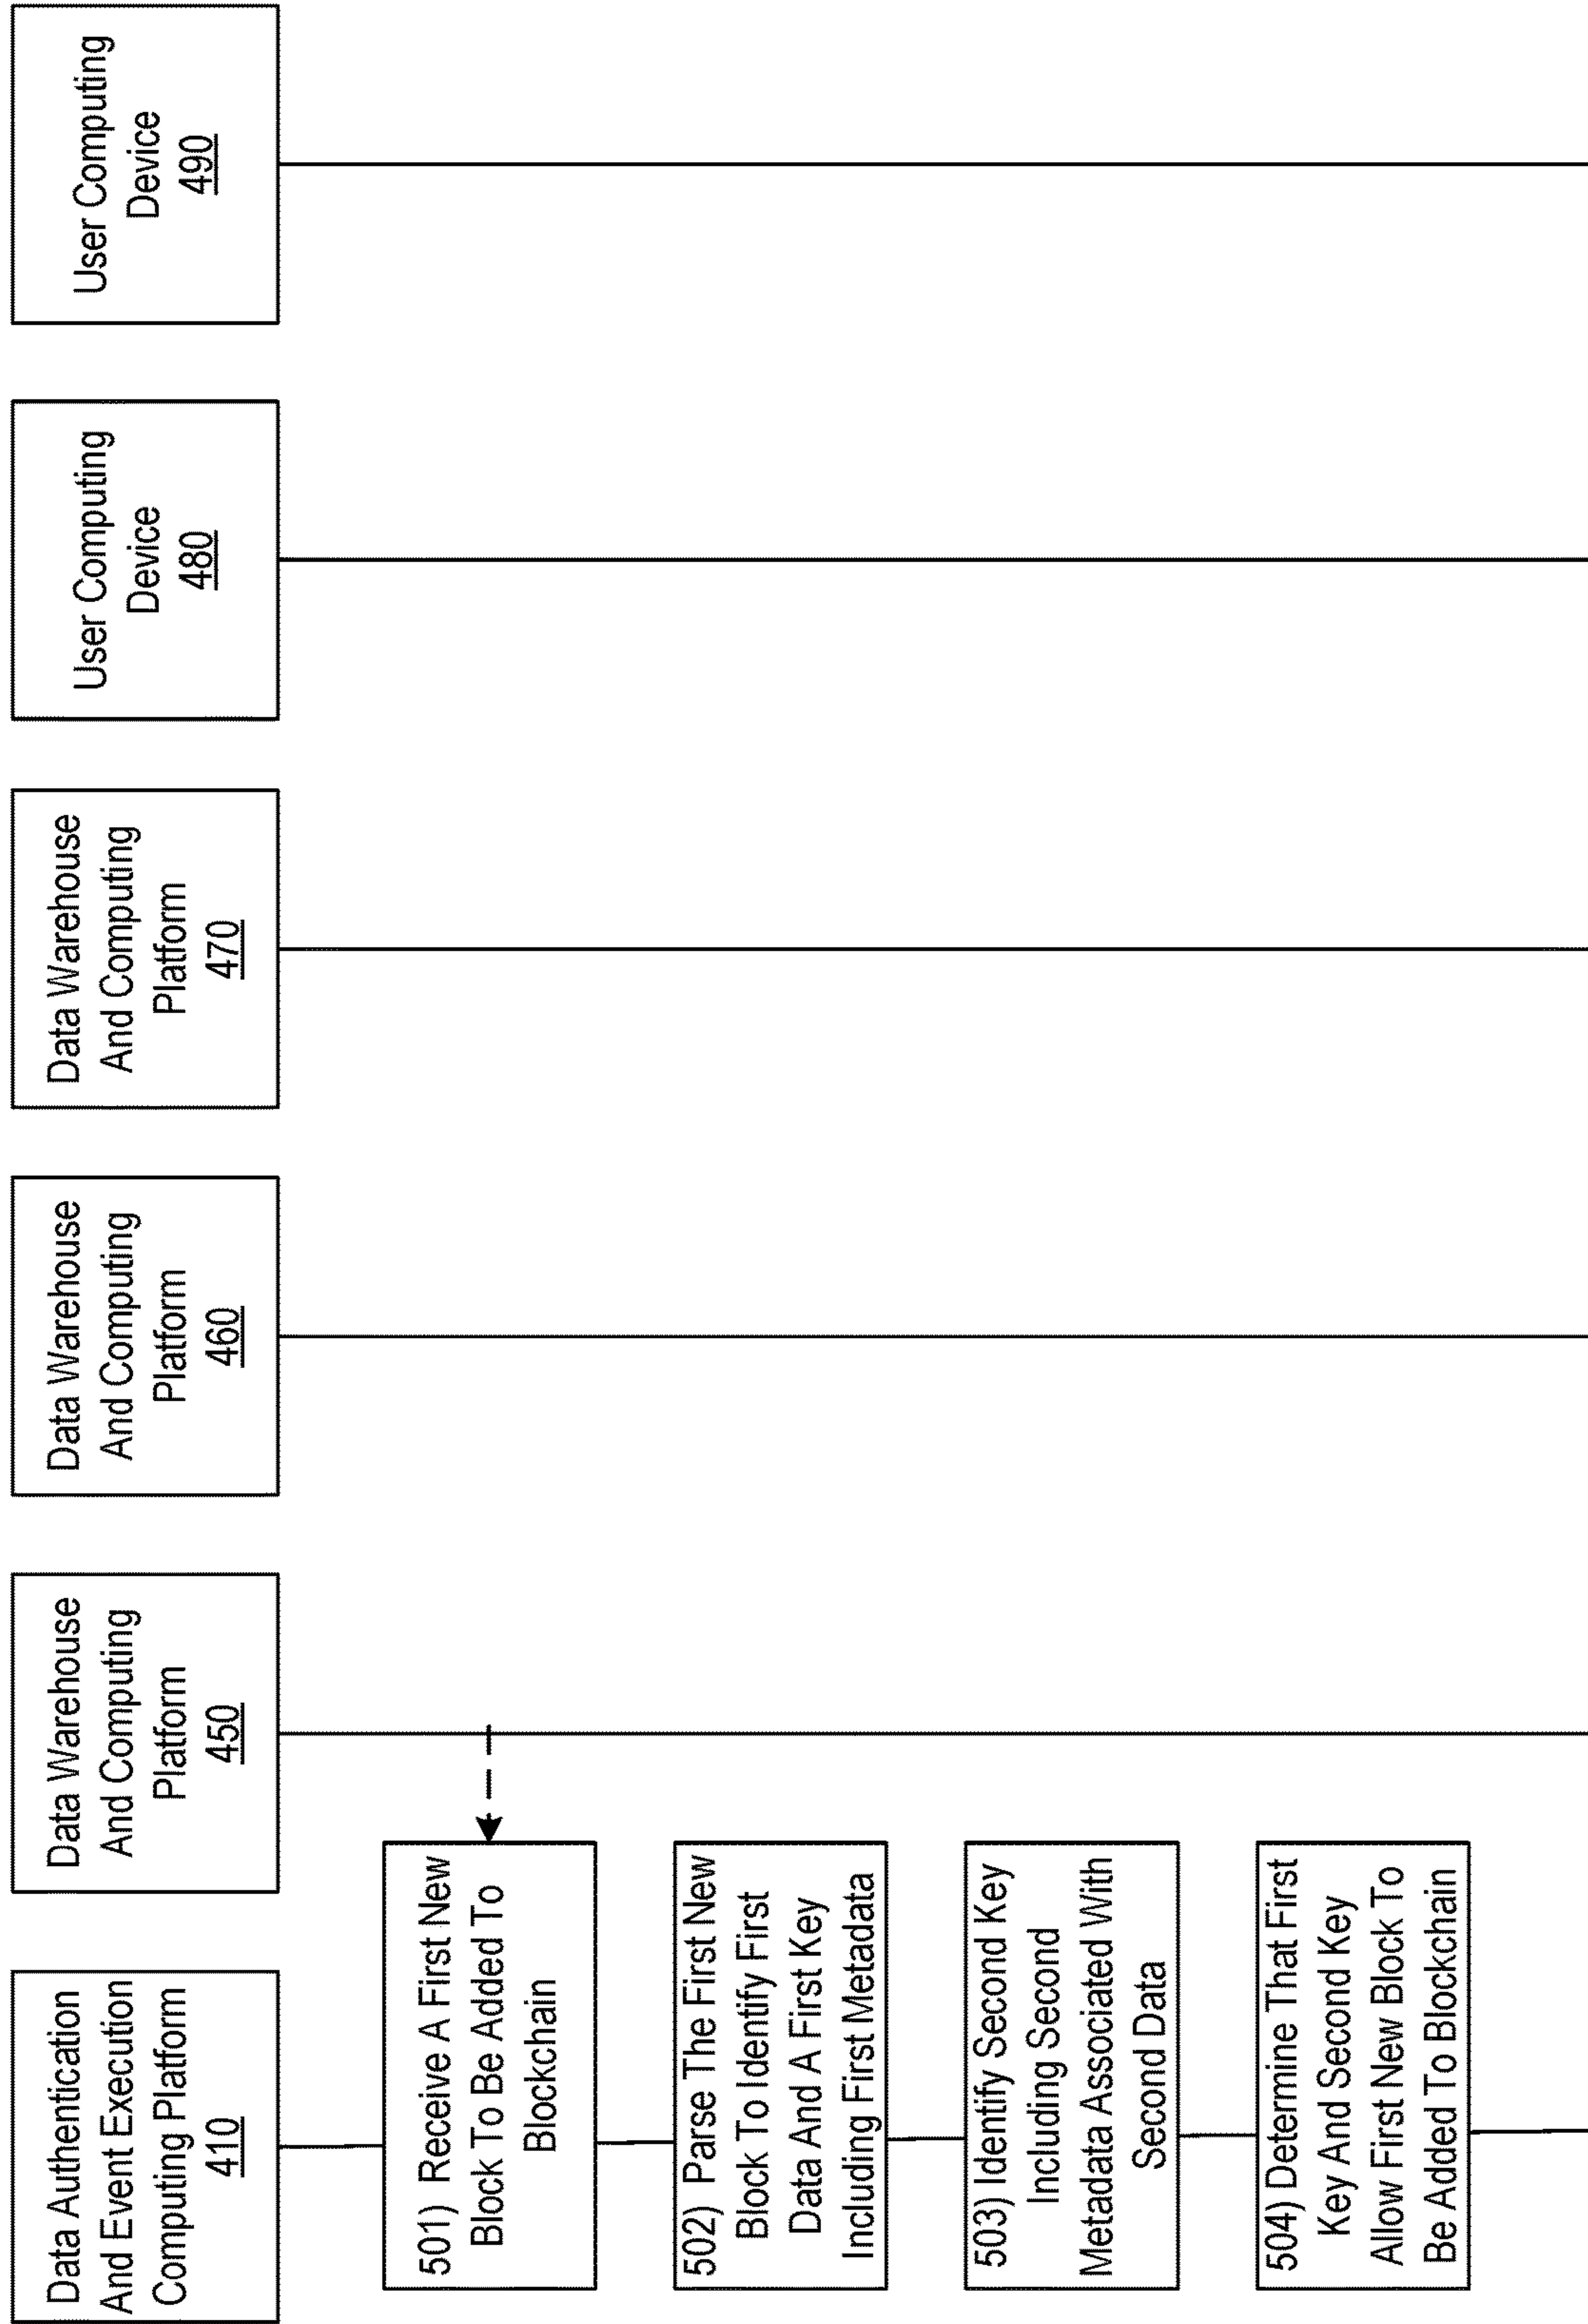 Data Authentication
And Event Execution
Computing Platform
410
Data Warehouse
And Computing
Platform
450
Data Warehouse
And Computing
Platform
460
Data Warehouse
And Computing
Platform
470
User Computing
Device
480
User Computing
Device
490
501) Receive A First New
Block To Be Added To
Blockchain
502) Parse The First New
Block To Identify First
Data And A First Key
Including First Metadata
503) Identify Second Key
Including Second
Metadata Associated With
Second Data
504) Determine That First
Key And Second Key
Allow First New Block To
Be Added To Blockchain